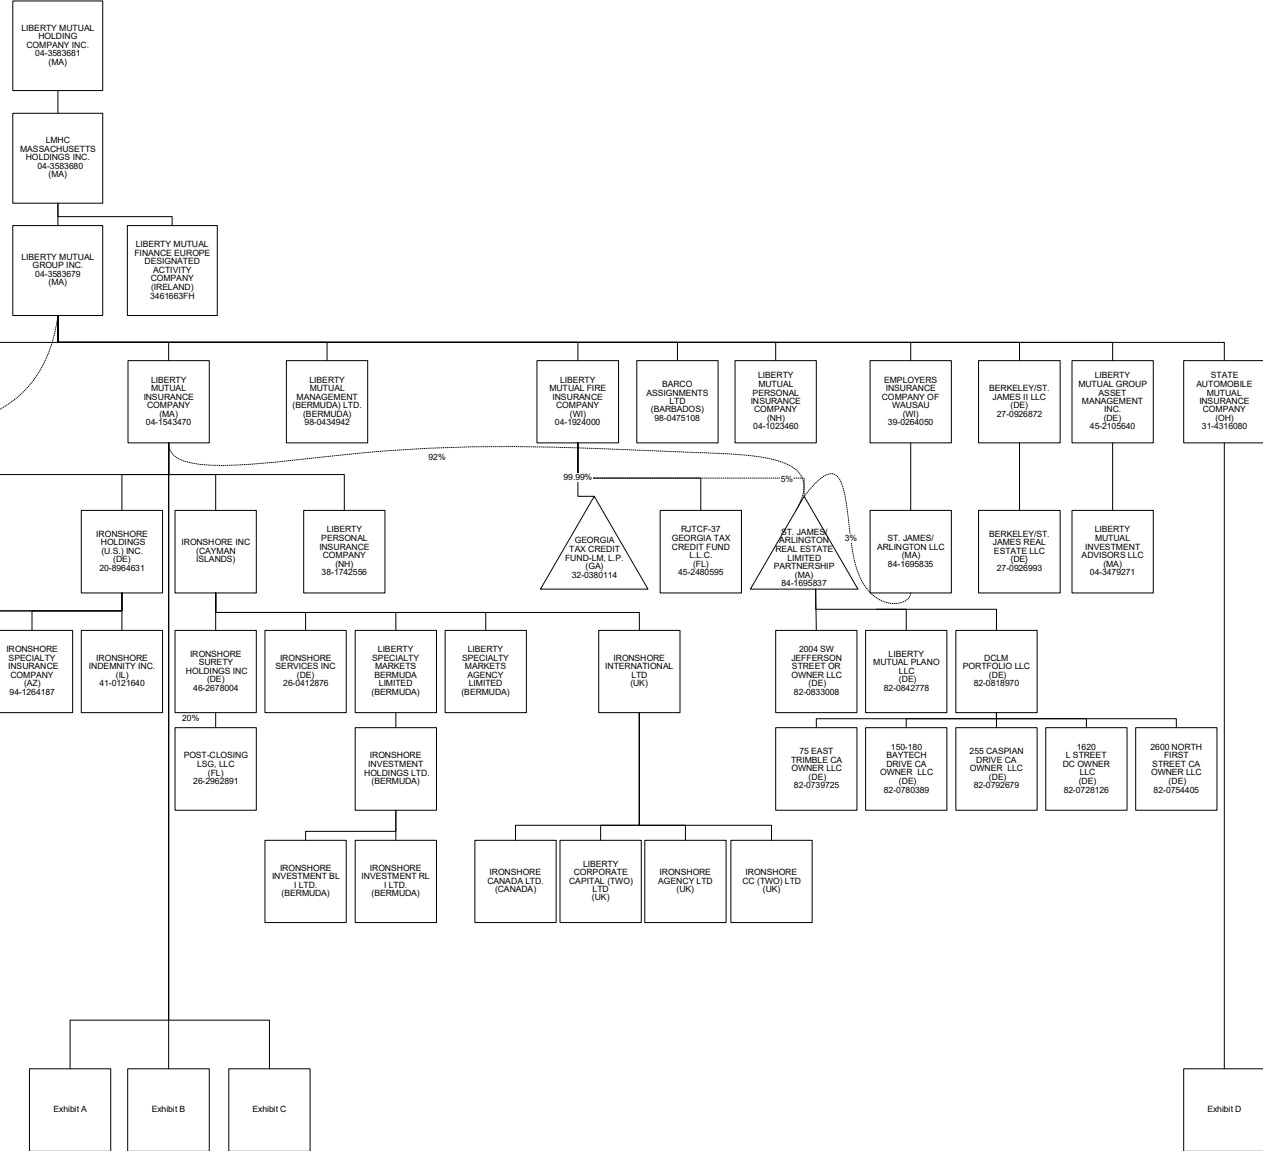 LIBERTY MUTUAL
HOLDING
COMPANY INC.
04-3583681
(MA)
LMHC
MASSACHUSETTS
HOLDINGS INC.
04-3583680
(MA)
LIBERTY MUTUAL
GROUP INC.
04-3583679
(MA)
LIBERTY MUTUAL
FINANCE EUROPE
DESIGNATED
ACTIVITY
COMPANY
(IRELAND)
3461663FH
LIBERTY
MUTUAL
INSURANCE
COMPANY
(MA)
04-1543470
LIBERTY
MUTUAL
MANAGEMENT
(BERMUDA) LTD.
(BERMUDA)
98-0434942
LIBERTY
MUTUAL FIRE
INSURANCE
COMPANY
(WI)
04-1924000
BARCO
ASSIGNMENTS
LTD
(BARBADOS)
98-0475108
LIBERTY
MUTUAL
PERSONAL
INSURANCE
COMPANY
(NH)
04-1023460
EMPLOYERS
INSURANCE
COMPANY OF
WAUSAU
(WI)
39-0264050
BERKELEY/ST.
JAMES II LLC
(DE)
27-0926872
LIBERTY
MUTUAL GROUP
ASSET
MANAGEMENT
INC.
(DE)
45-2105640
STATE
AUTOMOBILE
MUTUAL
INSURANCE
COMPANY
(OH)
31-4316080
92%
99.99%
5%
3%
IRONSHORE
HOLDINGS
(U.S.) INC.
(DE)
20-8964631
IRONSHORE INC
(CAYMAN
ISLANDS)
LIBERTY
PERSONAL
INSURANCE
COMPANY
(NH)
38-1742556
GEORGIA
TAX CREDIT
FUND-LM, L.P.
(GA)
32-0380114
RJTCF-37
GEORGIA TAX
CREDIT FUND
L.L.C.
(FL)
45-2480595
ST. JAMES/
ARLINGTON
REAL ESTATE
LIMITED
PARTNERSHIP
(MA)
84-1695837
ST. JAMES/
ARLINGTON LLC
(MA)
84-1695835
BERKELEY/ST.
JAMES REAL
ESTATE LLC
(DE)
27-0926993
LIBERTY
MUTUAL
INVESTMENT
ADVISORS LLC
(MA)
04-3479271
IRONSHORE
SPECIALTY
INSURANCE
COMPANY
(AZ)
94-1264187
IRONSHORE
INDEMNITY INC.
(IL)
41-0121640
IRONSHORE
SURETY
HOLDINGS INC
(DE)
46-2678004
IRONSHORE
SERVICES INC
(DE)
26-0412876
LIBERTY
SPECIALTY
MARKETS
BERMUDA
LIMITED
(BERMUDA)
LIBERTY
SPECIALTY
MARKETS
AGENCY
LIMITED
(BERMUDA)
IRONSHORE
INTERNATIONAL
LTD
(UK)
2004 SW
JEFFERSON
STREET OR
OWNER LLC
(DE)
82-0833008
LIBERTY
MUTUAL PLANO
LLC
(DE)
82-0842778
DCLM
PORTFOLIO LLC
(DE)
82-0818970
20%
POST-CLOSING
LSG, LLC
(FL)
26-2962891
IRONSHORE
INVESTMENT
HOLDINGS LTD.
(BERMUDA)
75 EAST
TRIMBLE CA
OWNER LLC
(DE)
82-0739725
150-180
BAYTECH
DRIVE CA
OWNER LLC
(DE)
82-0780389
255 CASPIAN
DRIVE CA
OWNER LLC
(DE)
82-0792679
1620
L STREET
DC OWNER
LLC
(DE)
82-0728126
2600 NORTH
FIRST
STREET CA
OWNER LLC
(DE)
82-0754405
IRONSHORE
INVESTMENT BL
I LTD.
(BERMUDA)
IRONSHORE
INVESTMENT RL
I LTD.
(BERMUDA)
IRONSHORE
CANADA LTD.
(CANADA)
LIBERTY
CORPORATE
CAPITAL (TWO)
LTD
(UK)
IRONSHORE
AGENCY LTD
(UK)
IRONSHORE
CC (TWO) LTD
(UK)
Exhibit A
Exhibit B
Exhibit C
Exhibit D